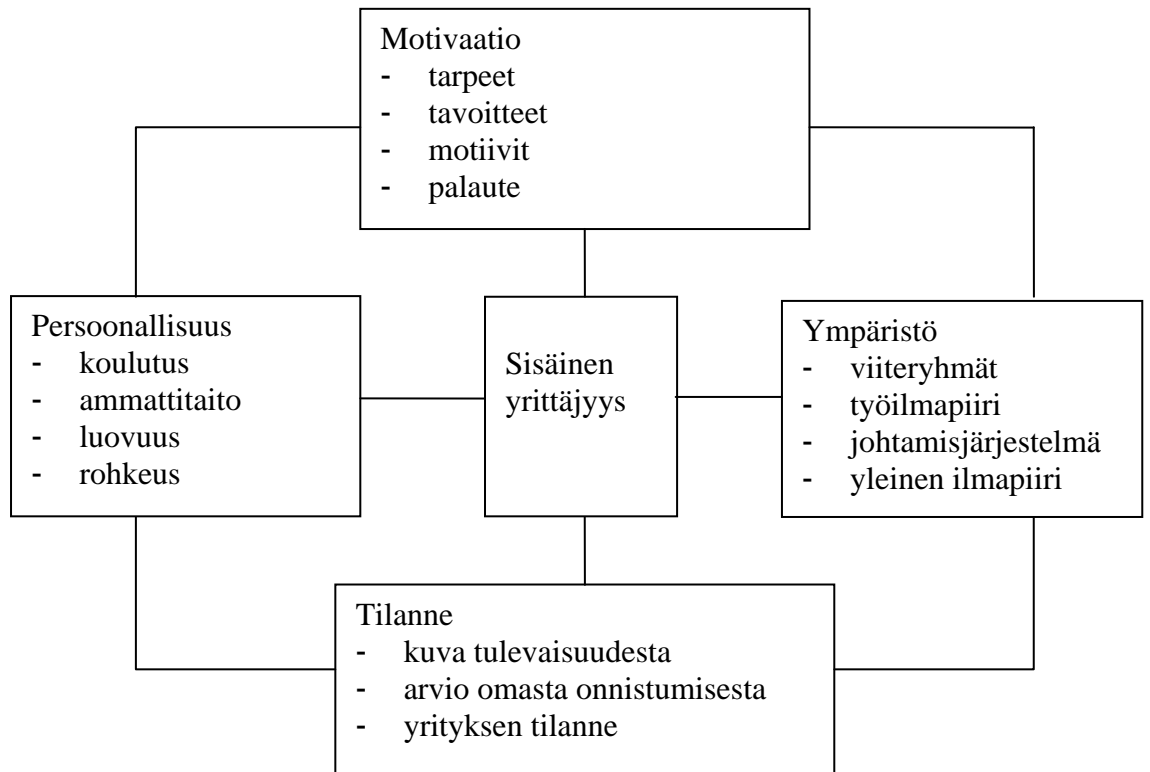 Motivaatio
- tarpeet
- tavoitteet
- motiivit
- palaute
Persoonallisuus
- koulutus
- ammattitaito
- luovuus
- rohkeus
Sisäinen
yrittäjyys
Ympäristö
- viiteryhmät
- työilmapiiri
- johtamisjärjestelmä
- yleinen ilmapiiri
Tilanne
- kuva tulevaisuudesta
- arvio omasta onnistumisesta
- yrityksen tilanne